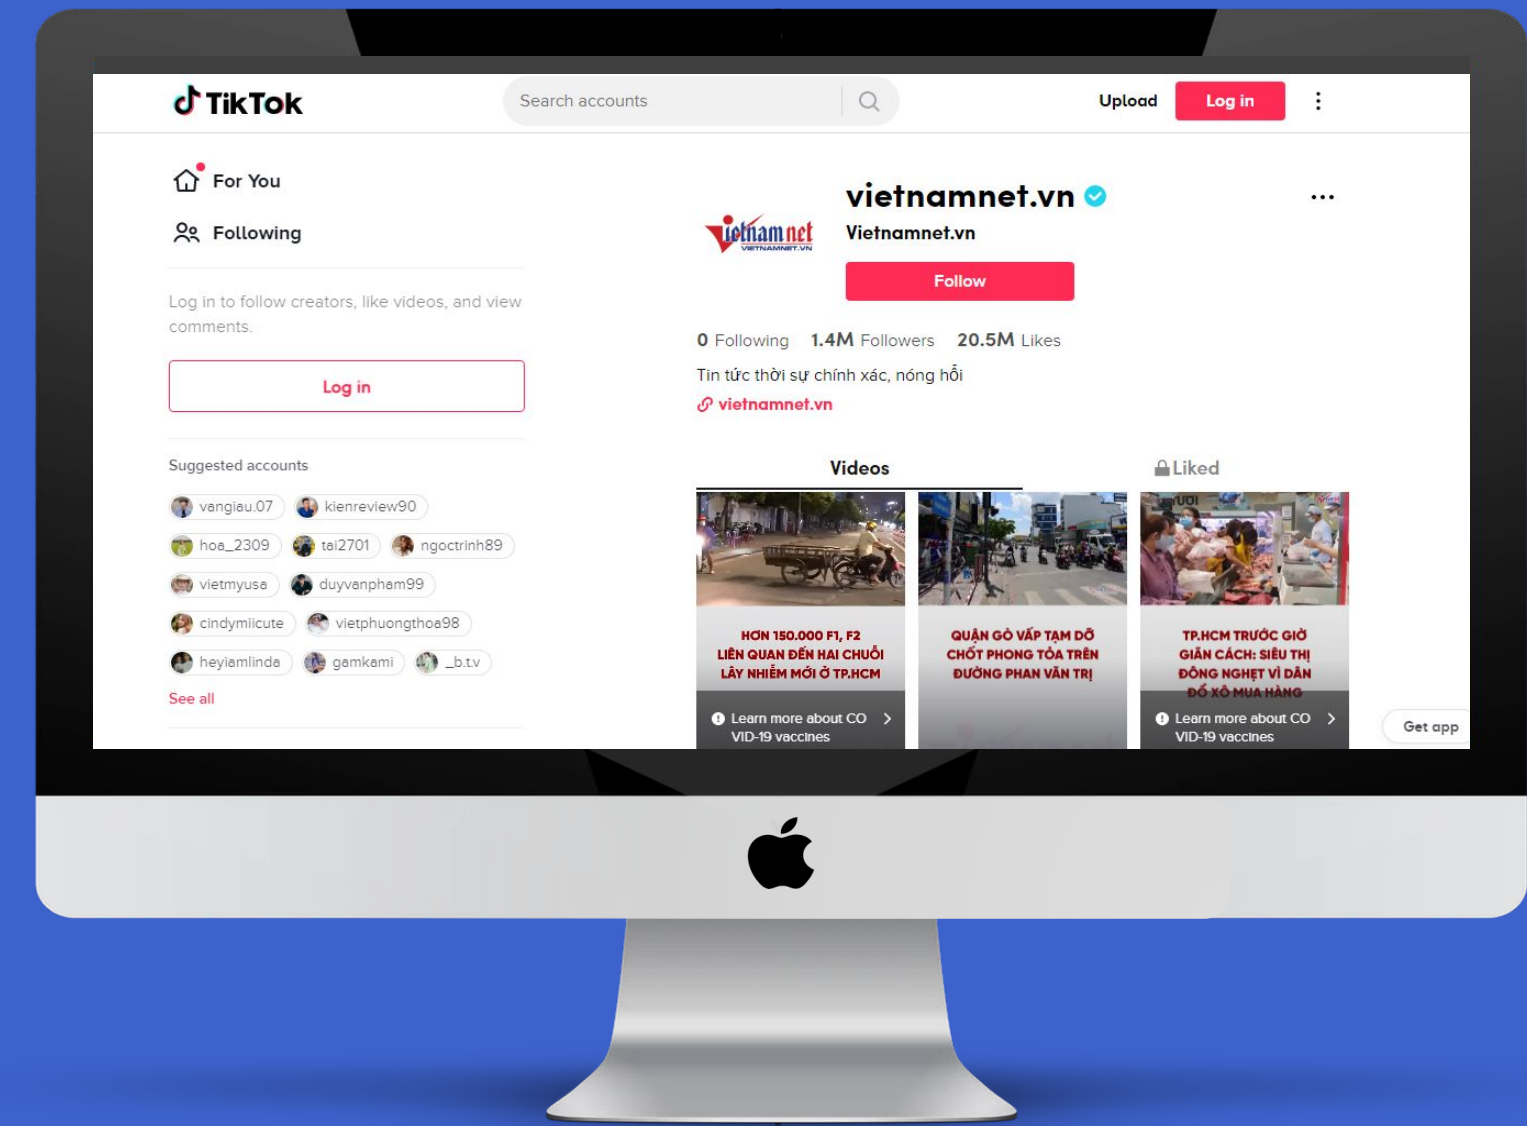 TikTok
Search accounts
Upload
Log in
For You
Following
Log in to follow creators, like videos, and view
comments.
Log in
Suggested accounts
vangiau.07
kienreview90
hoa_2309
tai2701
ngoctrinh89
vietmyusa
duyvanpham99
cindymiicute
vietphuongthoa98
heyiamlinda
gamkami
_b.t.v
See all
vietnamnet.vn
Vietnamnet.vn
Vietnamnet
VIETNAMNET.VN
Follow
0 Following 1.4M Followers 20.5M Likes
Tin tức thời sự chính xác, nóng hổi
vietnamnet.vn
Videos
Liked
HƠN 150.000 F1, F2
LIÊN QUAN ĐẾN HAI CHUỖI
LÂY NHIỄM MỚI Ở TP.HCM
Learn more about CO
VID-19 vaccines
QUẬN GÒ VẤP TẠM DỠ
CHỐT PHONG TỎA TRÊN
ĐƯỜNG PHAN VĂN TRỊ
TP.HCM TRƯỚC GIỜ
GIÃN CÁCH: SIÊU THỊ
ĐÔNG NGHẸT VÌ DÂN
ĐỔ XÔ MUA HÀNG
Learn more about CO
VID-19 vaccines
Get app